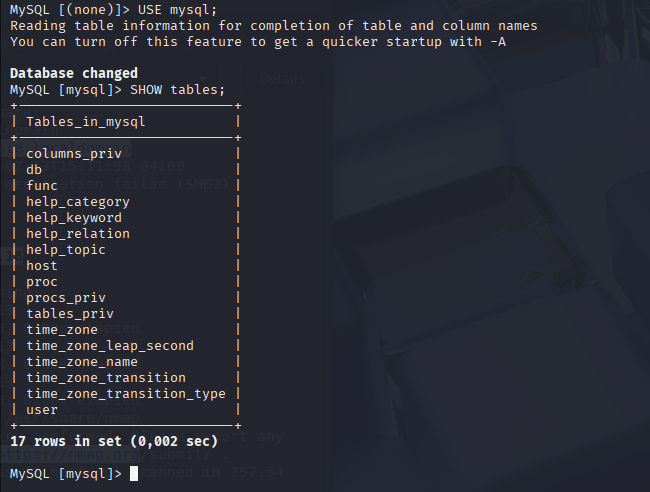 MySQL [(none)]> USE mysql;
Reading table information for completion of table and column names
You can turn off this feature to get a quicker startup with -A
Database changed
MySQL [mysql]> SHOW tables;
+---------------------------+
| Tables_in_mysql           |
+---------------------------+
| columns_priv              |
| db                        |
| func                      |
| help_category             |
| help_keyword              |
| help_relation             |
| help_topic                |
| host                      |
| proc                      |
| procs_priv                |
| tables_priv               |
| time_zone                 |
| time_zone_leap_second     |
| time_zone_name            |
| time_zone_transition      |
| time_zone_transition_type |
| user                      |
+---------------------------+
17 rows in set (0,002 sec)
MySQL [mysql]>